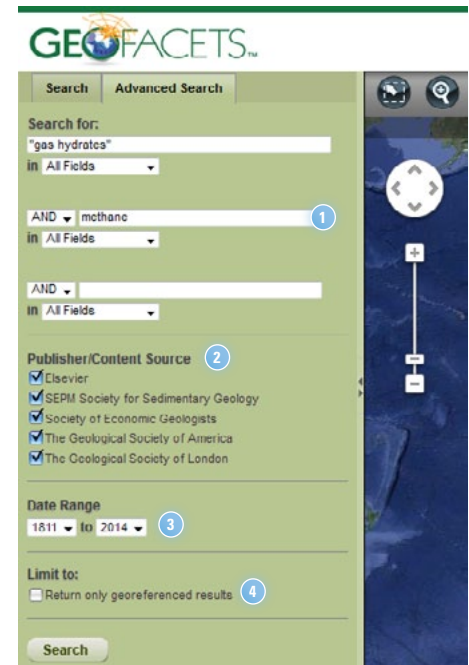 GEOFACETS™
Search Advanced Search
Search for:
"gas hydrates"
in All Fields
AND methane 1
in All Fields
AND
in All Fields
Publisher/Content Source 2
Elsevier
SEPM Society for Sedimentary Geology
Society of Economic Geologists
The Geological Society of America
The Geological Society of London
Date Range
1811 to 2014 3
Limit to:
Return only georeferenced results 4
Search